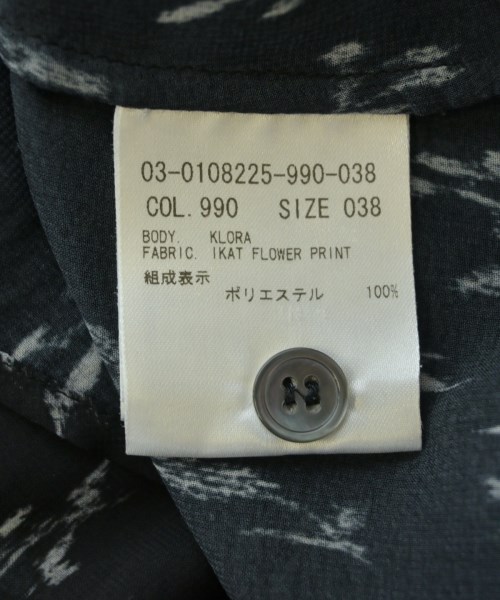 03-0108225-990-038
COL. 990 SIZE 038
BODY. KLORA
FABRIC. IKAT FLOWER PRINT
組成表示
ポリエステル 100%